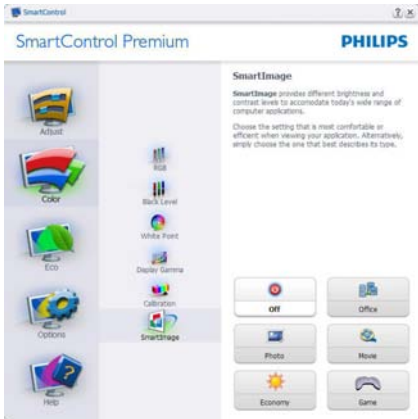 SmartControl
SmartControl Premium
PHILIPS
Adjust
Color
Eco
Options
Help
RGB
Black Level
White Point
Display Gamma
Calibration
SmartImage
SmartImage
SmartImage provides different brightness and
contrast levels to accomodate today's wide range of
computer applications.
Choose the setting that is most comfortable or
efficient when viewing your application. Alternatively,
simply choose the one that best describes its type.
Off
Office
Photo
Movie
Economy
Game